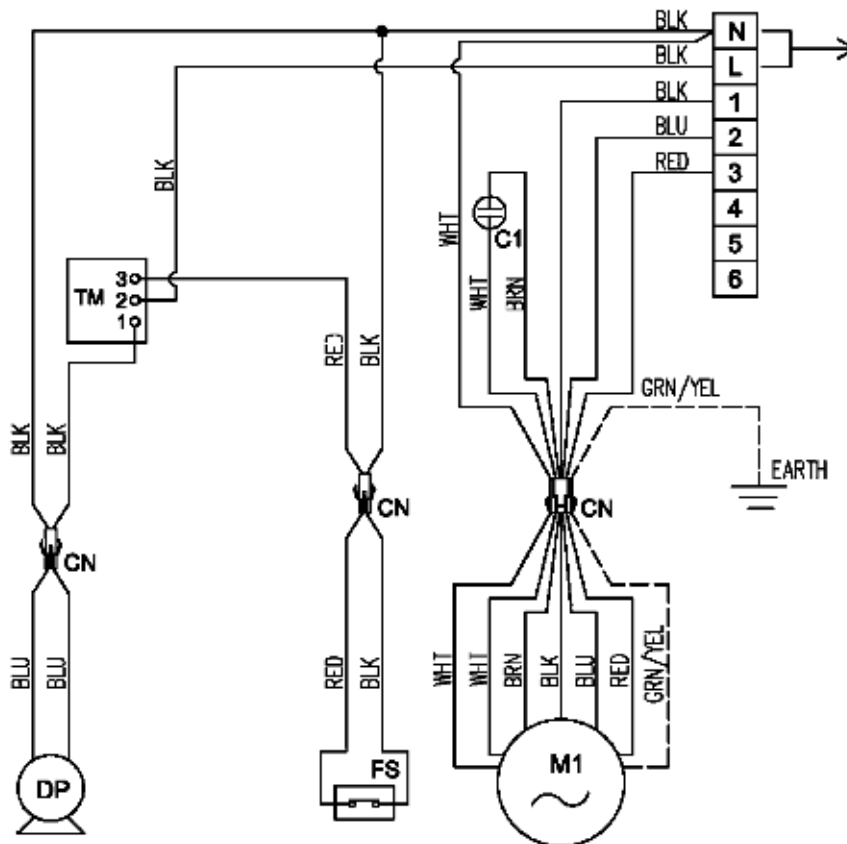 BLK
N
BLK
L
BLK
1
BLU
2
RED
3
4
5
6
BLK
WHT
C1
WHT
BRN
TM
3
2
1
RED
BLK
GRN/YEL
BLK
BLK
EARTH
CN
CN
CN
BLU
BLU
RED
BLK
WHT
WHT
BRN
BLK
BLU
RED
GRN/YEL
DP
FS
M1